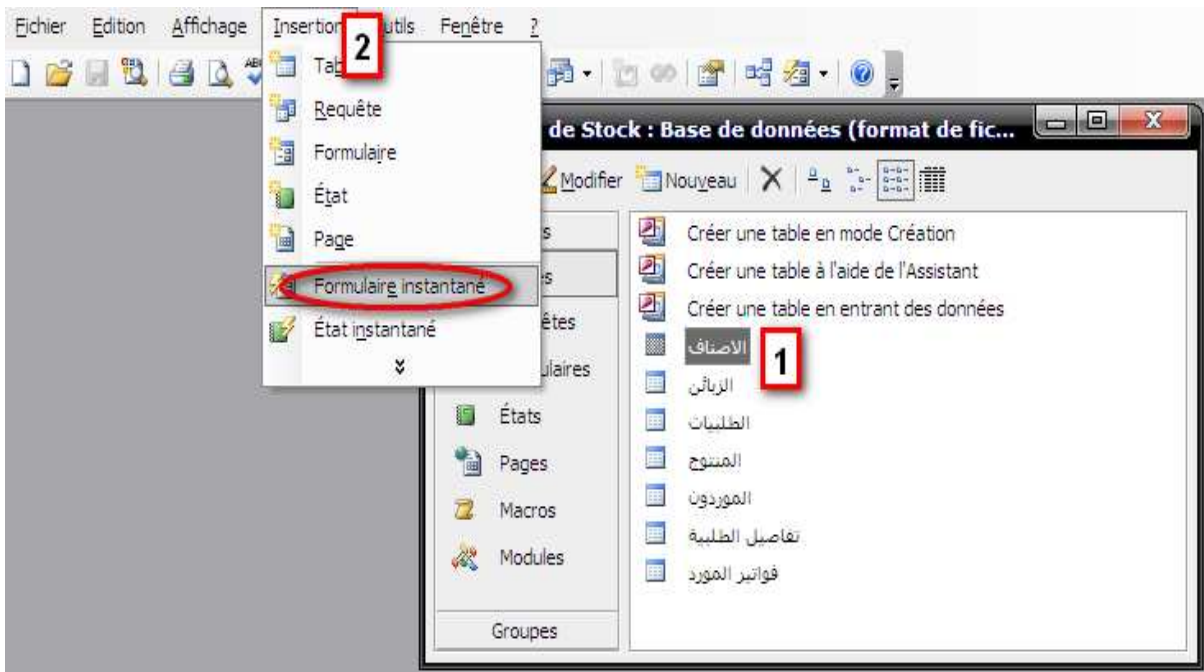 Fichier Edition Affichage Insertion utils Fenêtre ?
2
Tab
Requête
Formulaire
État
Page
Formulaire instantané
État instantané
de Stock : Base de données (format de fic...
Modifier Nouveau
s
s
êtes
ulaires
États
Pages
Macros
Modules
Groupes
Créer une table en mode Création
Créer une table à l'aide de l'Assistant
Créer une table en entrant des données
الاصناف
1
الزبائن
الطلبيات
المنتوج
الموردون
تفاصيل الطلبية
فواتير المورد